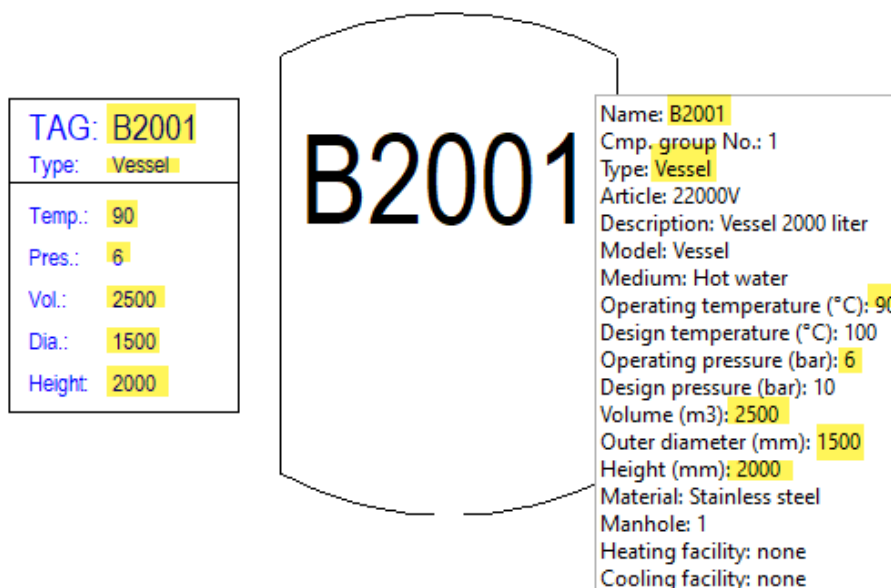 TAG: B2001
Type: Vessel
Temp.: 90
Pres.: 6
Vol.: 2500
Dia.: 1500
Height: 2000
B2001
Name: B2001
Cmp. group No.: 1
Type: Vessel
Article: 22000V
Description: Vessel 2000 liter
Model: Vessel
Medium: Hot water
Operating temperature (°C): 90
Design temperature (°C): 100
Operating pressure (bar): 6
Design pressure (bar): 10
Volume (m3): 2500
Outer diameter (mm): 1500
Height (mm): 2000
Material: Stainless steel
Manhole: 1
Heating facility: none
Cooling facility: none